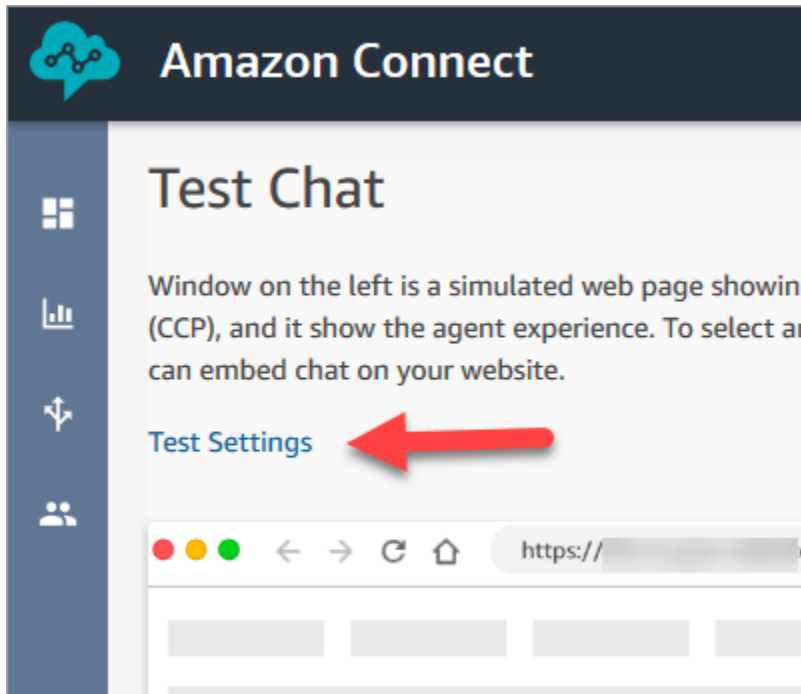 Amazon Connect
Test Chat
Window on the left is a simulated web page showin
(CCP), and it show the agent experience. To select a
can embed chat on your website.
Test Settings
https://